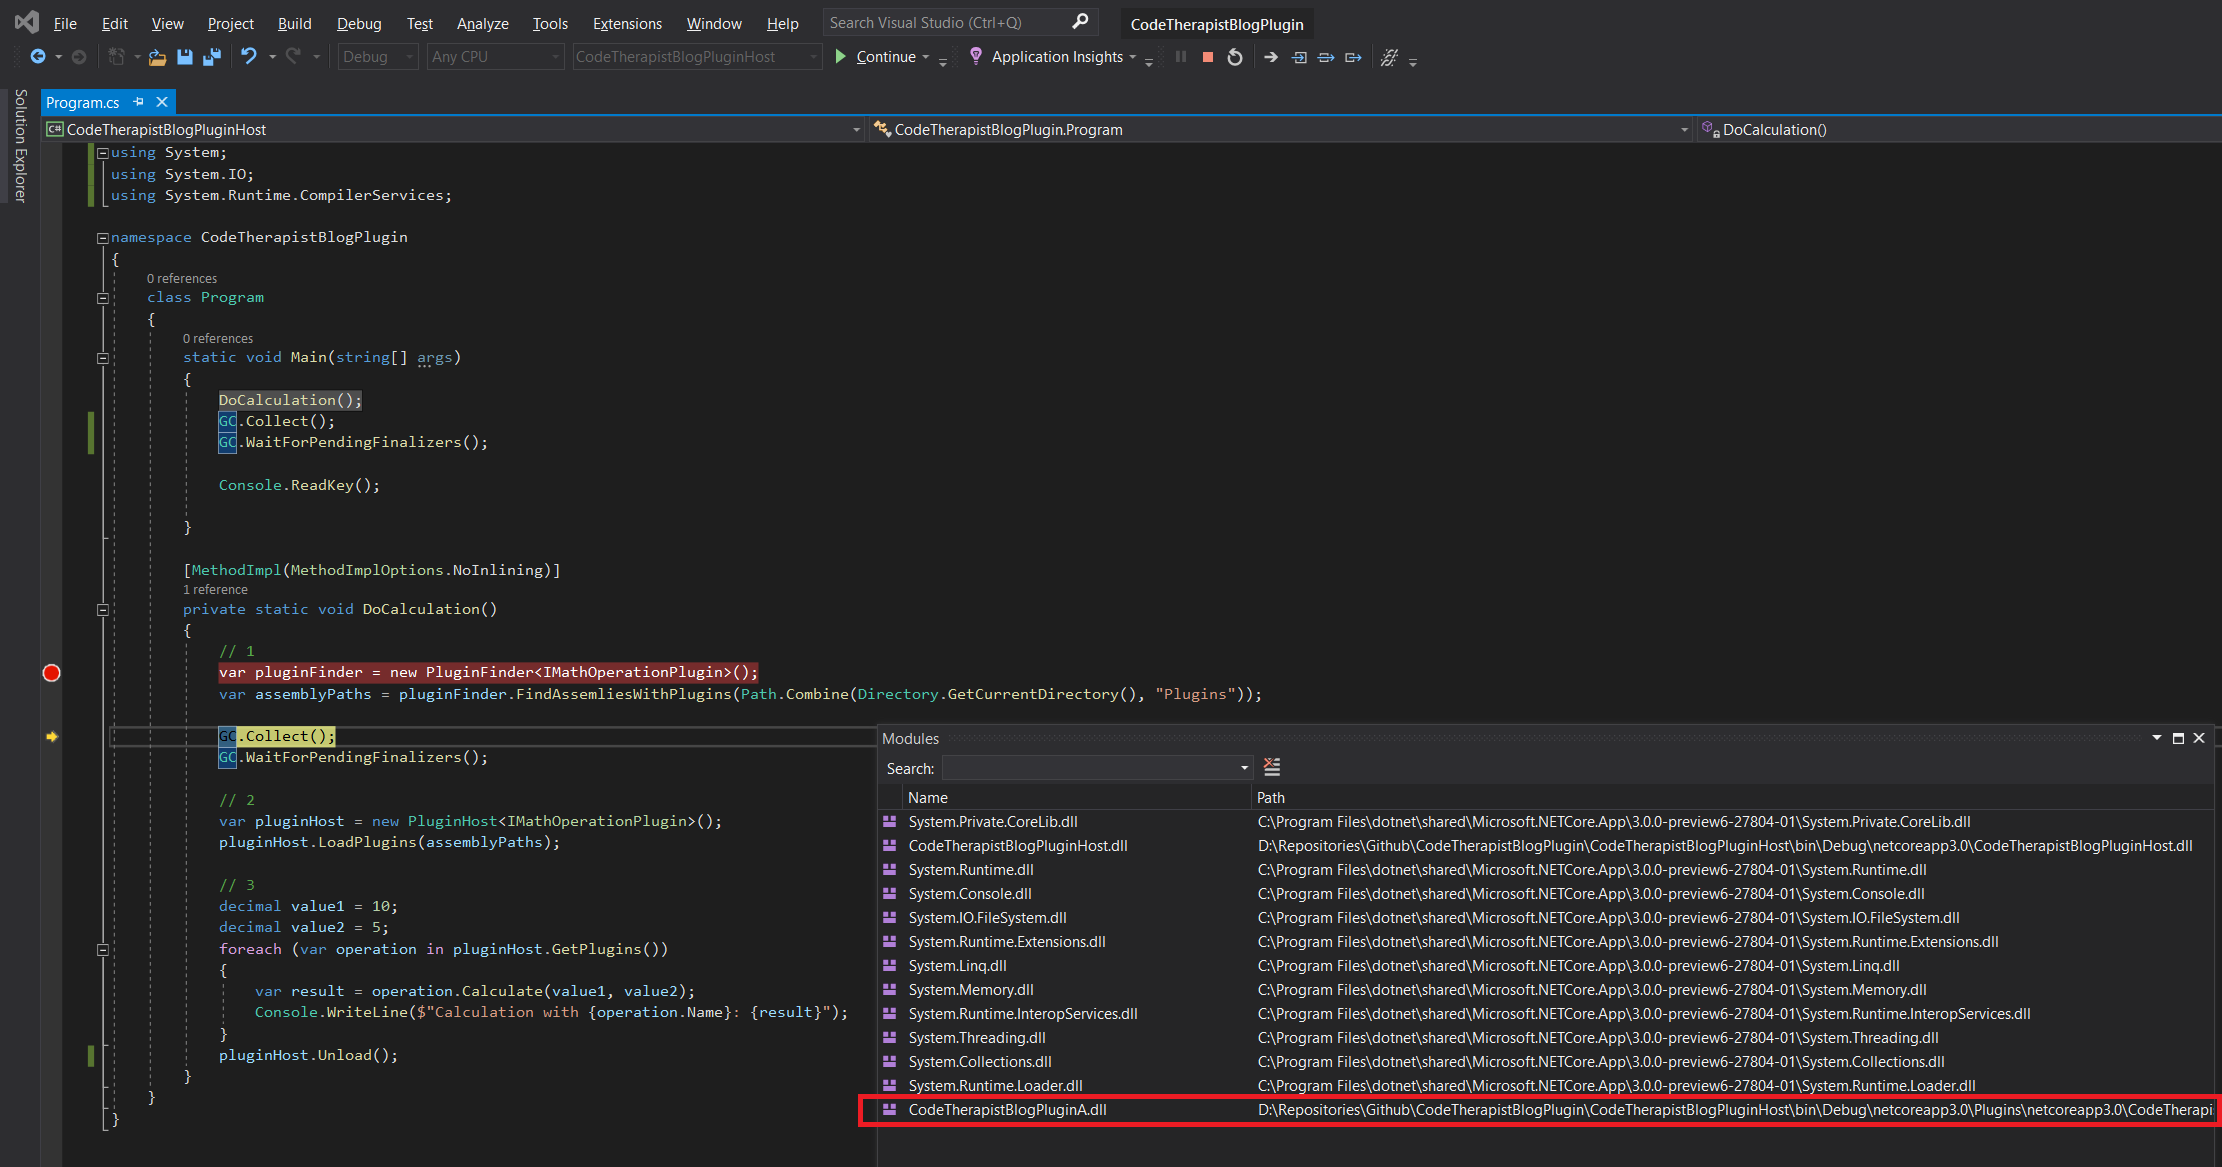 File Edit View Project Build Debug Test Analyze Tools Extensions Window Help Search Visual Studio (Ctrl+Q) CodeTherapistBlogPlugin
Debug Any CPU CodeTherapistBlogPluginHost Continue Application Insights
Solution Explorer
Program.cs
C# CodeTherapistBlogPluginHost CodeTherapistBlogPlugin.Program DoCalculation()
using System;
using System.IO;
using System.Runtime.CompilerServices;
namespace CodeTherapistBlogPlugin
{
0 references
class Program
{
0 references
static void Main(string[] args)
{
DoCalculation();
GC.Collect();
GC.WaitForPendingFinalizers();
Console.ReadKey();
}
[MethodImpl(MethodImplOptions.NoInlining)]
1 reference
private static void DoCalculation()
{
// 1
var pluginFinder = new PluginFinder<IMathOperationPlugin>();
var assemblyPaths = pluginFinder.FindAssemliesWithPlugins(Path.Combine(Directory.GetCurrentDirectory(), "Plugins"));
GC.Collect();
GC.WaitForPendingFinalizers();
// 2
var pluginHost = new PluginHost<IMathOperationPlugin>();
pluginHost.LoadPlugins(assemblyPaths);
// 3
decimal value1 = 10;
decimal value2 = 5;
foreach (var operation in pluginHost.GetPlugins())
{
var result = operation.Calculate(value1, value2);
Console.WriteLine($"Calculation with {operation.Name}: {result}");
}
pluginHost.Unload();
}
}
}
Modules
Search:
Name Path
System.Private.CoreLib.dll C:\Program Files\dotnet\shared\Microsoft.NETCore.App\3.0.0-preview6-27804-01\System.Private.CoreLib.dll
CodeTherapistBlogPluginHost.dll D:\Repositories\Github\CodeTherapistBlogPlugin\CodeTherapistBlogPluginHost\bin\Debug\netcoreapp3.0\CodeTherapistBlogPluginHost.dll
System.Runtime.dll C:\Program Files\dotnet\shared\Microsoft.NETCore.App\3.0.0-preview6-27804-01\System.Runtime.dll
System.Console.dll C:\Program Files\dotnet\shared\Microsoft.NETCore.App\3.0.0-preview6-27804-01\System.Console.dll
System.IO.FileSystem.dll C:\Program Files\dotnet\shared\Microsoft.NETCore.App\3.0.0-preview6-27804-01\System.IO.FileSystem.dll
System.Runtime.Extensions.dll C:\Program Files\dotnet\shared\Microsoft.NETCore.App\3.0.0-preview6-27804-01\System.Runtime.Extensions.dll
System.Linq.dll C:\Program Files\dotnet\shared\Microsoft.NETCore.App\3.0.0-preview6-27804-01\System.Linq.dll
System.Memory.dll C:\Program Files\dotnet\shared\Microsoft.NETCore.App\3.0.0-preview6-27804-01\System.Memory.dll
System.Runtime.InteropServices.dll C:\Program Files\dotnet\shared\Microsoft.NETCore.App\3.0.0-preview6-27804-01\System.Runtime.InteropServices.dll
System.Threading.dll C:\Program Files\dotnet\shared\Microsoft.NETCore.App\3.0.0-preview6-27804-01\System.Threading.dll
System.Collections.dll C:\Program Files\dotnet\shared\Microsoft.NETCore.App\3.0.0-preview6-27804-01\System.Collections.dll
System.Runtime.Loader.dll C:\Program Files\dotnet\shared\Microsoft.NETCore.App\3.0.0-preview6-27804-01\System.Runtime.Loader.dll
CodeTherapistBlogPluginA.dll D:\Repositories\Github\CodeTherapistBlogPlugin\CodeTherapistBlogPluginHost\bin\Debug\netcoreapp3.0\Plugins\netcoreapp3.0\CodeTherapi